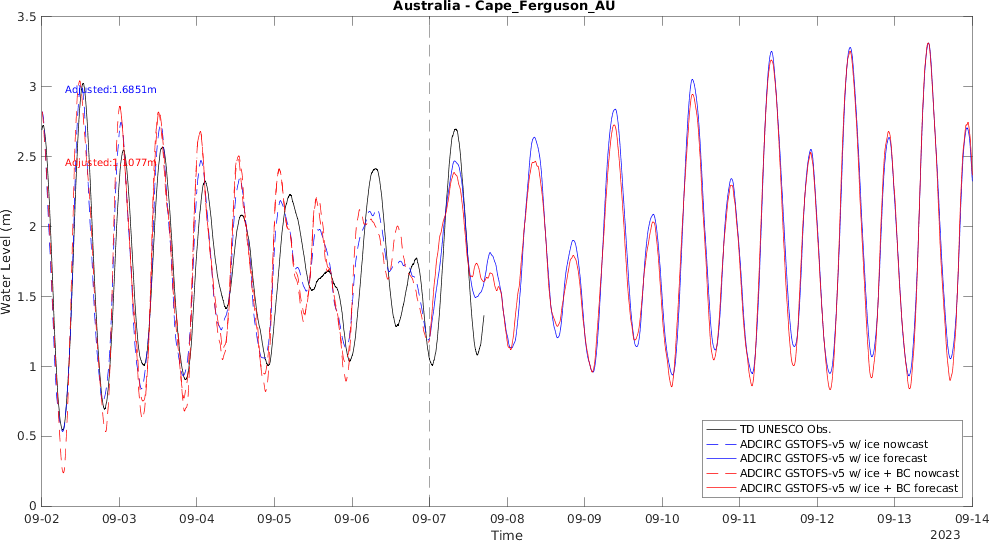 Australia - Cape_Ferguson_AU
3.5
3
2.5
2
1.5
1
0.5
0
Water Level (m)
Adjusted:1.6851m
Adjusted:1.1077m
TD UNESCO Obs.
ADCIRC GSTOFS-v5 w/ ice nowcast
ADCIRC GSTOFS-v5 w/ ice forecast
ADCIRC GSTOFS-v5 w/ ice + BC nowcast
ADCIRC GSTOFS-v5 w/ ice + BC forecast
09-02 09-03 09-04 09-05 09-06 09-07 09-08 09-09 09-10 09-11 09-12 09-13 09-14
Time
2023